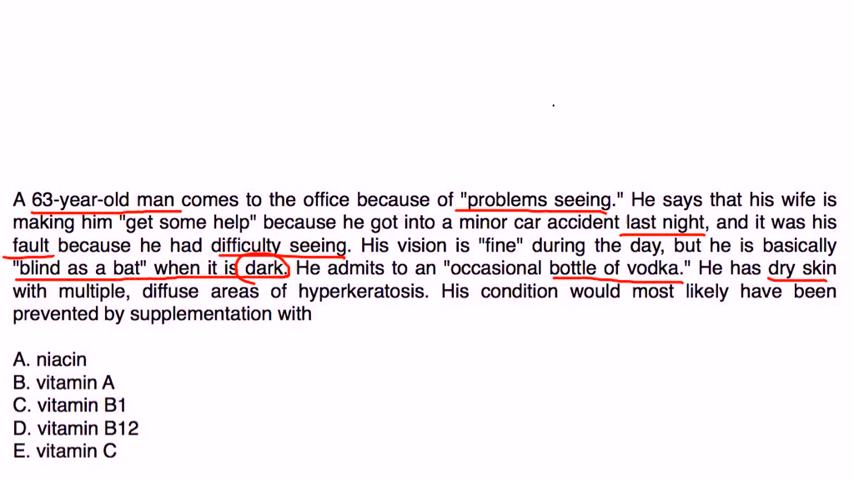 A 63-year-old man comes to the office because of "problems seeing." He says that his wife is
making him "get some help" because he got into a minor car accident last night, and it was his
fault because he had difficulty seeing. His vision is "fine" during the day, but he is basically
"blind as a bat" when it is dark. He admits to an "occasional bottle of vodka." He has dry skin
with multiple, diffuse areas of hyperkeratosis. His condition would most likely have been
prevented by supplementation with
A. niacin
B. vitamin A
C. vitamin B1
D. vitamin B12
E. vitamin C